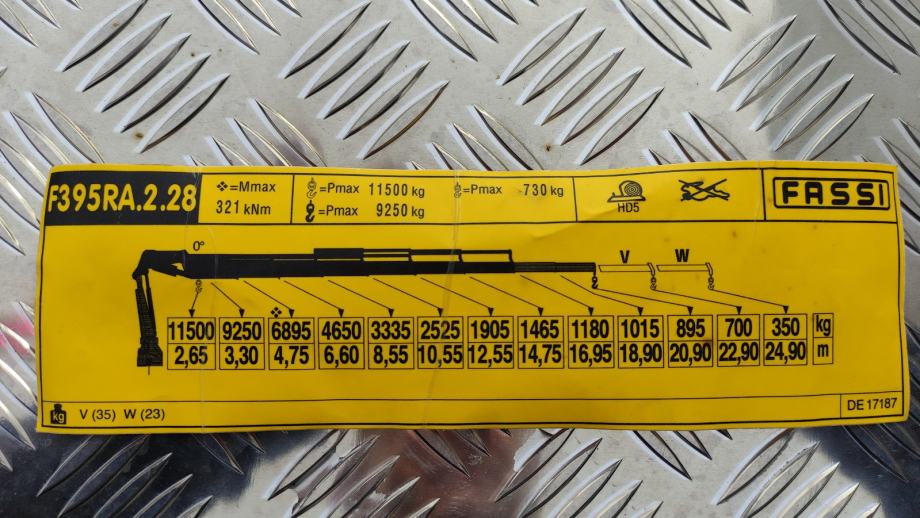 F395RA.2.28
❖=Mmax
321 kNm
=Pmax 11500 kg
=Pmax 9250 kg
=Pmax 730 kg
HD5
FASSI
0°
V W
❖
11500 9250 6895 4650 3335 2525 1905 1465 1180 1015 895 700 350 kg
2,65 3,30 4,75 6,60 8,55 10,55 12,55 14,75 16,95 18,90 20,90 22,90 24,90 m
kg V (35) W (23)
DE 17187